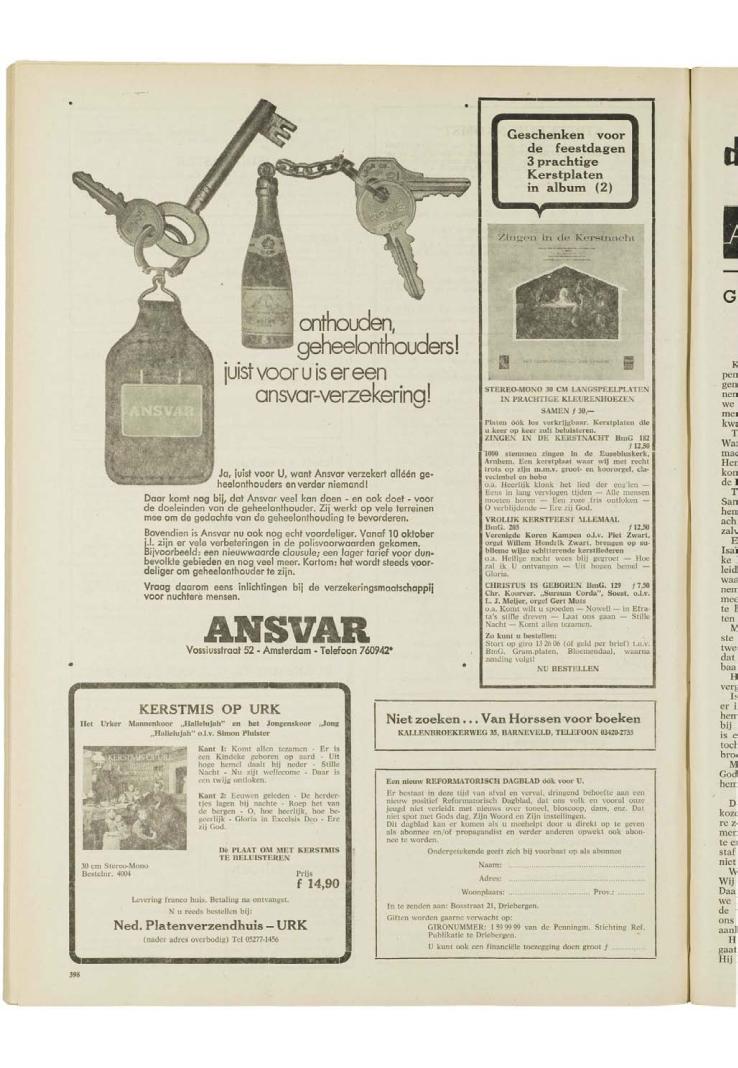 onthouden,
geheelonthouders!
juist voor u is er een
ansvar-verzekering!
ANSVAR
Ja, juist voor U, want Ansvar verzekert alléén ge-
heelonthouders en verder niemand!
Daar komt nog bij, dat Ansvar veel kan doen - en ook doet - voor
de doeleinden van de geheelonthouder. Zij werkt op vele terreinen
mee om de gedachte van de geheelonthouding te bevorderen.
Bovendien is Ansvar nu ook nog echt voordeliger. Vanaf 10 oktober
j.l. zijn er vele verbeteringen in de polisvoorwaarden gekomen.
Bijvoorbeeld: een nieuwwaarde clausule; een lager tarief voor dun-
bevolkte gebieden en nog veel meer. Kortom: het wordt steeds voor-
deliger om geheelonthouder te zijn.
Vraag daarom eens inlichtingen bij de verzekeringsmaatschappij
voor nuchtere mensen.
ANSVAR
Vossiusstraat 52 - Amsterdam - Telefoon 760942*
Geschenken voor
de feestdagen
3 prachtige
Kerstplaten
in album (2)
Zingen in de Kerstnacht
STEREO-MONO 30 CM LANGSPEELPLATEN
IN PRACHTIGE KLEURENHOEZEN
SAMEN ƒ 30,—
Platen óók los verkrijgbaar. Kerstplaten die
u keer op keer zult beluisteren.
ZINGEN IN DE KERSTNACHT BmG 182
ƒ 12,50
1000 stemmen zingen in de Eusebiuskerk,
Arnhem. Een kerstplaat waar wij met recht
trots op zijn m.m.v. groot- en koororgel, cla-
vecimbel en hobo
o.a. Heerlijk klonk het lied der eng'len —
Eens in lang vervlogen tijden — Alle mensen
moeten horen — Een roze fris ontloken —
O verblijdende — Ere zij God.
VROLIJK KERSTFEEST ALLEMAAL
BmG. 205 ƒ 12,50
Verenigde Koren Kampen o.l.v. Piet Zwart,
orgel Willem Hendrik Zwart, brengen op su-
blieme wijze schitterende kerstliederen
o.a. Heilige nacht wees blij gegroet — Hoe
zal ik U ontvangen — Uit hogen hemel —
Gloria.
CHRISTUS IS GEBOREN BmG. 129 ƒ 7,50
Chr. Koorver. „Sursum Corda”, Soest, o.l.v.
L. J. Meijer, orgel Gert Muts
o.a. Komt wilt u spoeden — Nowell — in Efra-
ta's stille dreven — Laat ons gaan — Stille
Nacht — Komt allen tezamen.
Zo kunt u bestellen:
Stort op giro 13 26 06 (of geld per brief) t.n.v.
BmG, Gram.platen, Bloemendaal, waarna
zending volgt!
NU BESTELLEN
KERSTMIS OP URK
Het Urker Mannenkoor „Hallelujah” en het Jongenskoor „Jong
„Hallelujah” o.l.v. Simon Pluister
KERSTMIS OP URK
Kant 1: Komt allen tezamen - Er is
een Kindeke geboren op aard - Uit
hoge hemel daalt hij neder - Stille
Nacht - Nu zijt wellecome - Daar is
een twijg ontloken.
Kant 2: Eeuwen geleden - De herder-
tjes lagen bij nachte - Roep het van
de bergen - O, hoe heerlijk, hoe be-
geerlijk - Gloria in Excelsis Deo - Ere
zij God.
Dé PLAAT OM MET KERSTMIS
TE BELUISTEREN
30 cm Stereo-Mono
Bestelnr. 4004
Prijs
f 14,90
Levering franco huis. Betaling na ontvangst.
N u reeds bestellen bij:
Ned. Platenverzendhuis – URK
(nader adres overbodig) Tel 05277-1456
Niet zoeken... Van Horssen voor boeken
KALLENBROEKERWEG 35, BARNEVELD, TELEFOON 03420-2735
Een nieuw REFORMATORISCH DAGBLAD óók voor U.
Er bestaat in deze tijd van afval en verval, dringend behoefte aan een
nieuw positief Reformatorisch Dagblad, dat ons volk en vooral onze
jeugd niet verleidt met nieuws over toneel, bioscoop, dans, enz. Dat
niet spot met Gods dag, Zijn Woord en Zijn instellingen.
Dit dagblad kan er komen als u meehelpt door u direkt op te geven
als abonnee en/of propagandist en verder anderen opwekt ook abon-
nee te worden.
Ondergetekende geeft zich bij voorbaat op als abonnee
Naam:
Adres:
Woonplaats: Prov.:
In te zenden aan: Bosstraat 21, Driebergen.
Giften worden gaarne verwacht op:
GIRONUMMER: 1 59 99 99 van de Penningm. Stichting Ref.
Publikatie te Driebergen.
U kunt ook een financiële toezegging doen groot ƒ
398